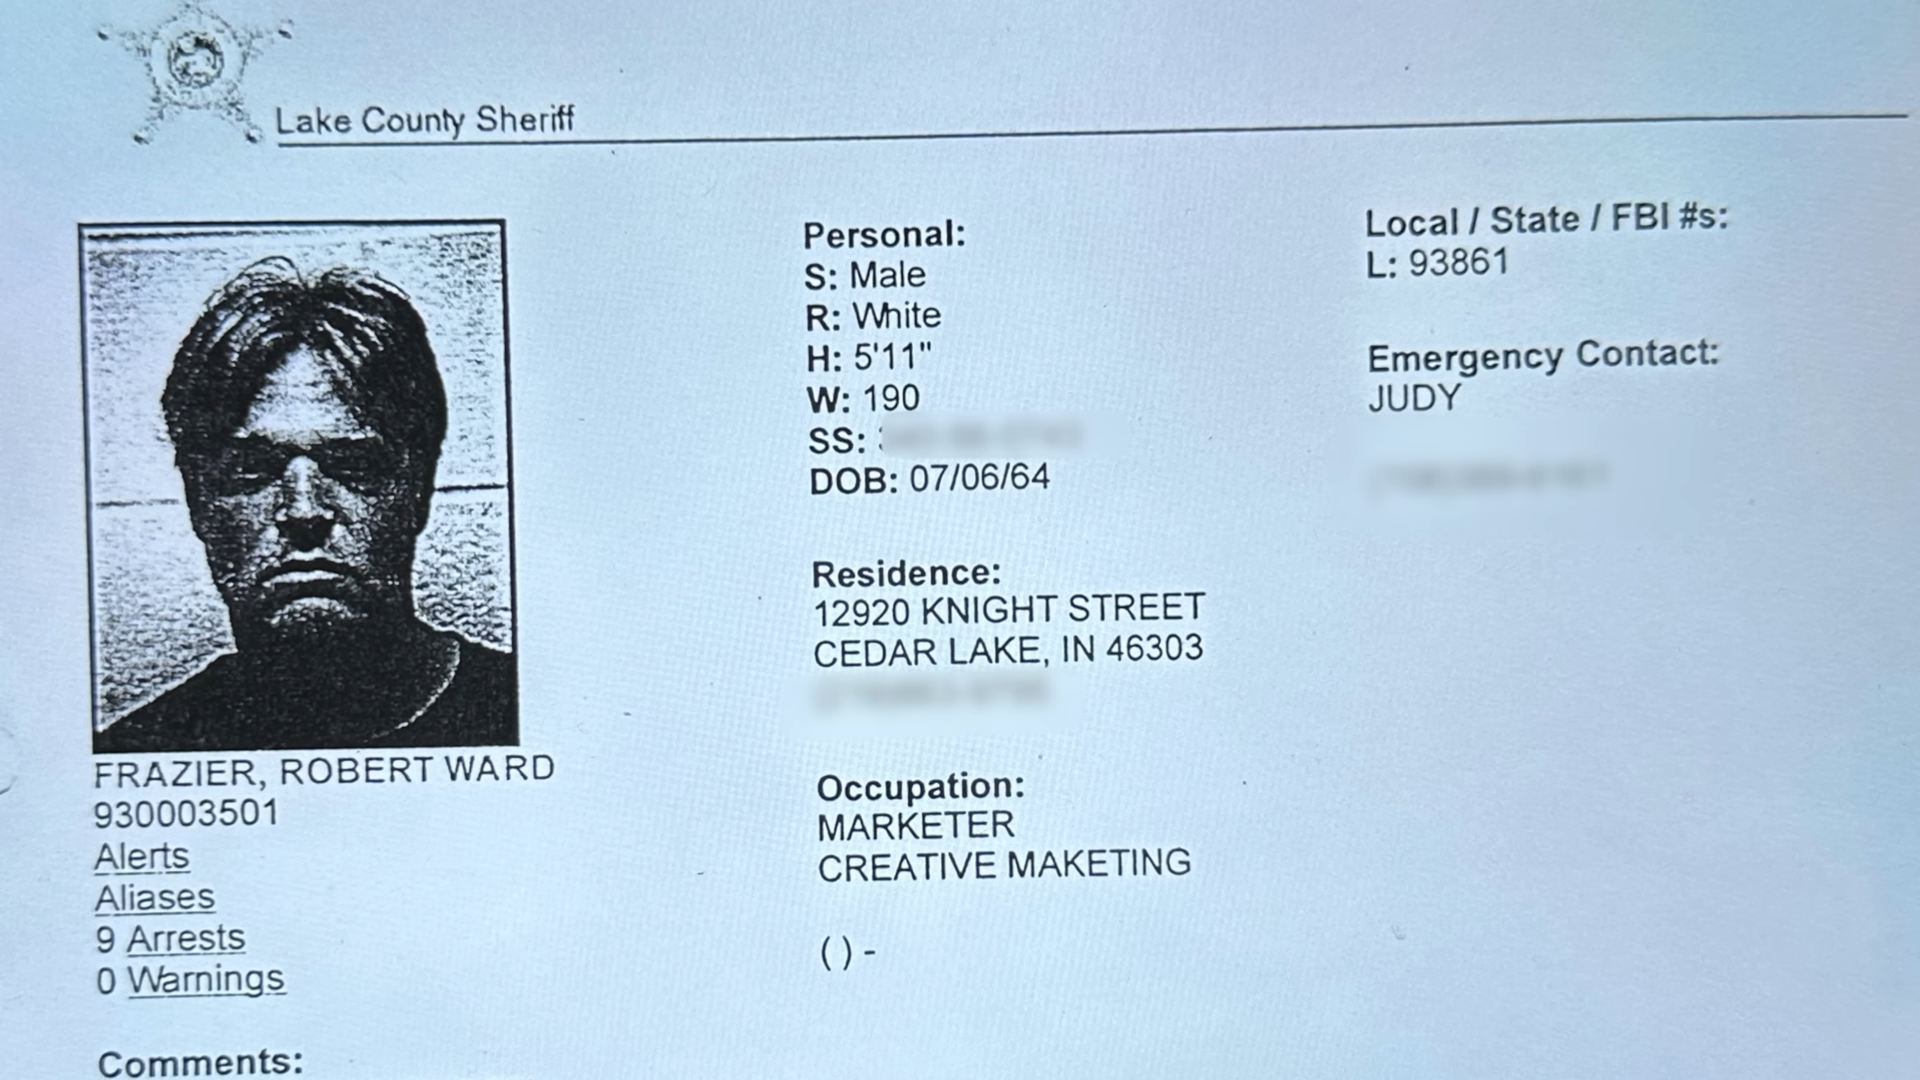 Lake County Sheriff
FRAZIER, ROBERT WARD
930003501
Alerts
Aliases
9 Arrests
0 Warnings
Comments:
Personal:
S: Male
R: White
H: 5'11"
W: 190
SS:
DOB: 07/06/64
Residence:
12920 KNIGHT STREET
CEDAR LAKE, IN 46303
Occupation:
MARKETER
CREATIVE MAKETING
( ) -
Local / State / FBI #s:
L: 93861
Emergency Contact:
JUDY